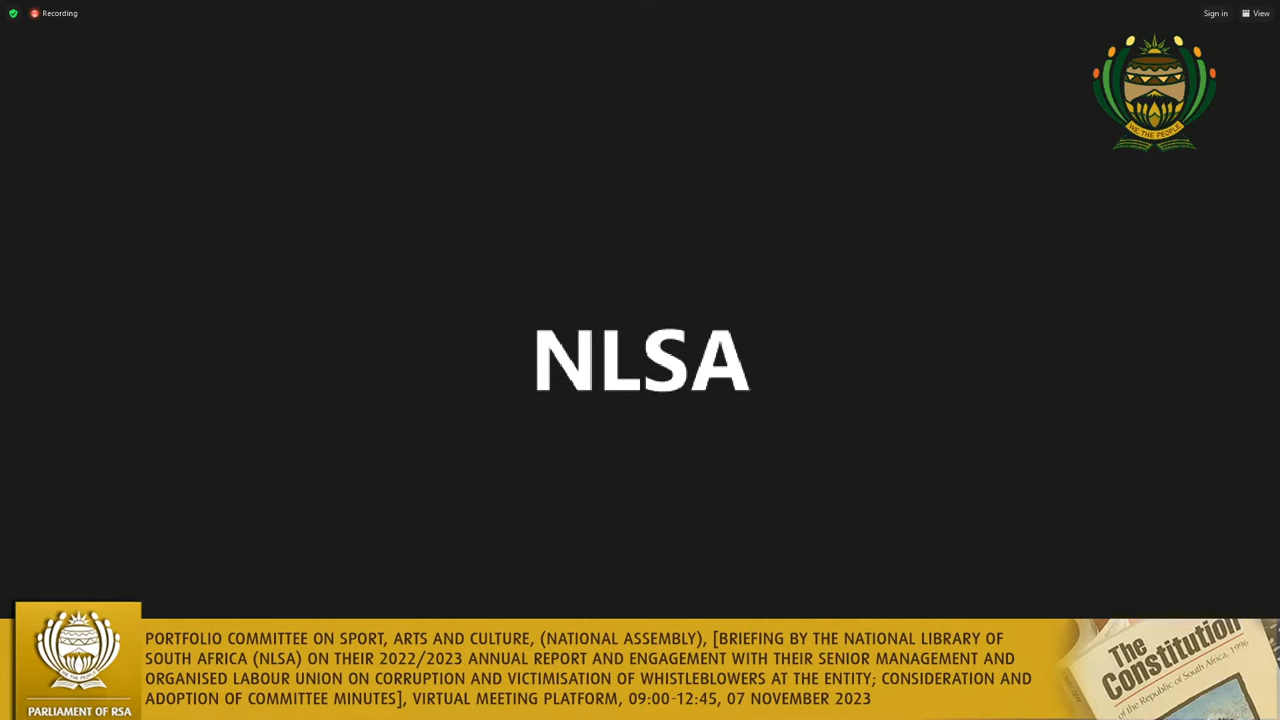 Recording
Sign in
View
WE THE PEOPLE
NLSA
PORTFOLIO COMMITTEE ON SPORT, ARTS AND CULTURE, (NATIONAL ASSEMBLY), [BRIEFING BY THE NATIONAL LIBRARY OF
SOUTH AFRICA (NLSA) ON THEIR 2022/2023 ANNUAL REPORT AND ENGAGEMENT WITH THEIR SENIOR MANAGEMENT AND
ORGANISED LABOUR UNION ON CORRUPTION AND VICTIMISATION OF WHISTLEBLOWERS AT THE ENTITY; CONSIDERATION AND
ADOPTION OF COMMITTEE MINUTES], VIRTUAL MEETING PLATFORM, 09:00-12:45, 07 NOVEMBER 2023
PARLIAMENT OF RSA
The
Constitution
of the Republic of South Africa, 1996